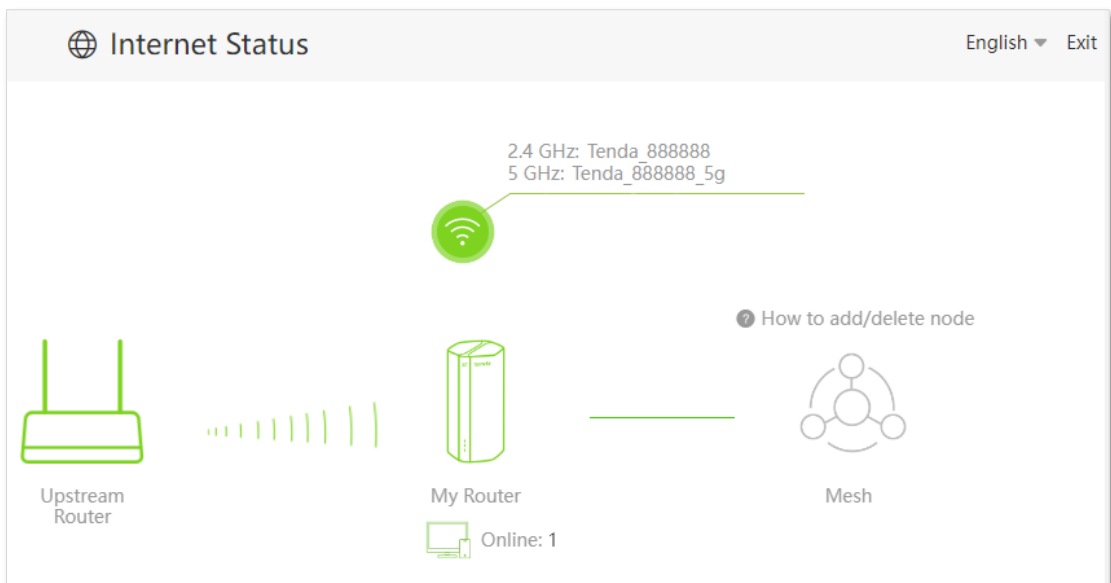 Internet Status
English
Exit
2.4 GHz: Tenda_888888
5 GHz: Tenda_888888_5g
? How to add/delete node
Upstream
Router
My Router
Mesh
Online: 1